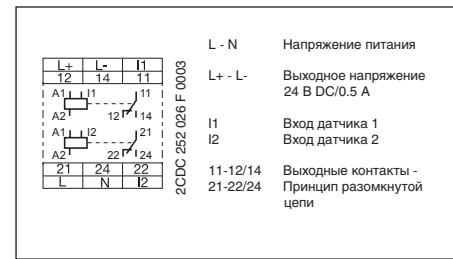 L+ L- I1
12 14 11
A1 I1 11
A2 12 14
A1 I2 21
A2 22 24
21 24 22
L N I2
2CDC 252 026 F 0003
L - N Напряжение питания
L+ - L- Выходное напряжение
24 В DC/0.5 A
I1 Вход датчика 1
I2 Вход датчика 2
11-12/14 Выходные контакты -
21-22/24 Принцип разомкнутой
цепи